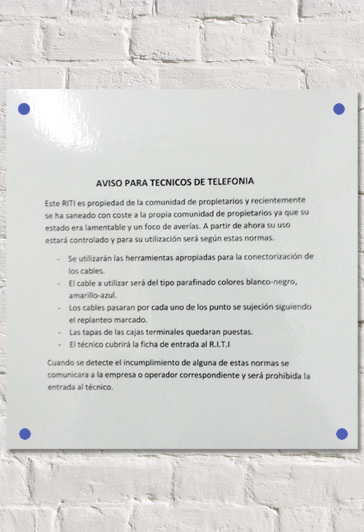 AVISO PARA TECNICOS DE TELEFONIA
Este RITI es propiedad de la comunidad de propietarios y recientemente
se ha saneado con coste a la propia comunidad de propietarios ya que su
estado era lamentable y un foco de averías. A partir de ahora su uso
estará controlado y para su utilización será según estas normas.
- Se utilizarán las herramientas apropiadas para la conectorización de
los cables.
- El cable a utilizar será del tipo parafinado colores blanco-negro,
amarillo-azul.
- Los cables pasaran por cada uno de los punto se sujeción siguiendo
el replanteo marcado.
- Las tapas de las cajas terminales quedaran puestas.
- El técnico cubrirá la ficha de entrada al R.I.T.I
Cuando se detecte el incumplimiento de alguna de estas normas se
comunicara a la empresa o operador correspondiente y será prohibida la
entrada al técnico.